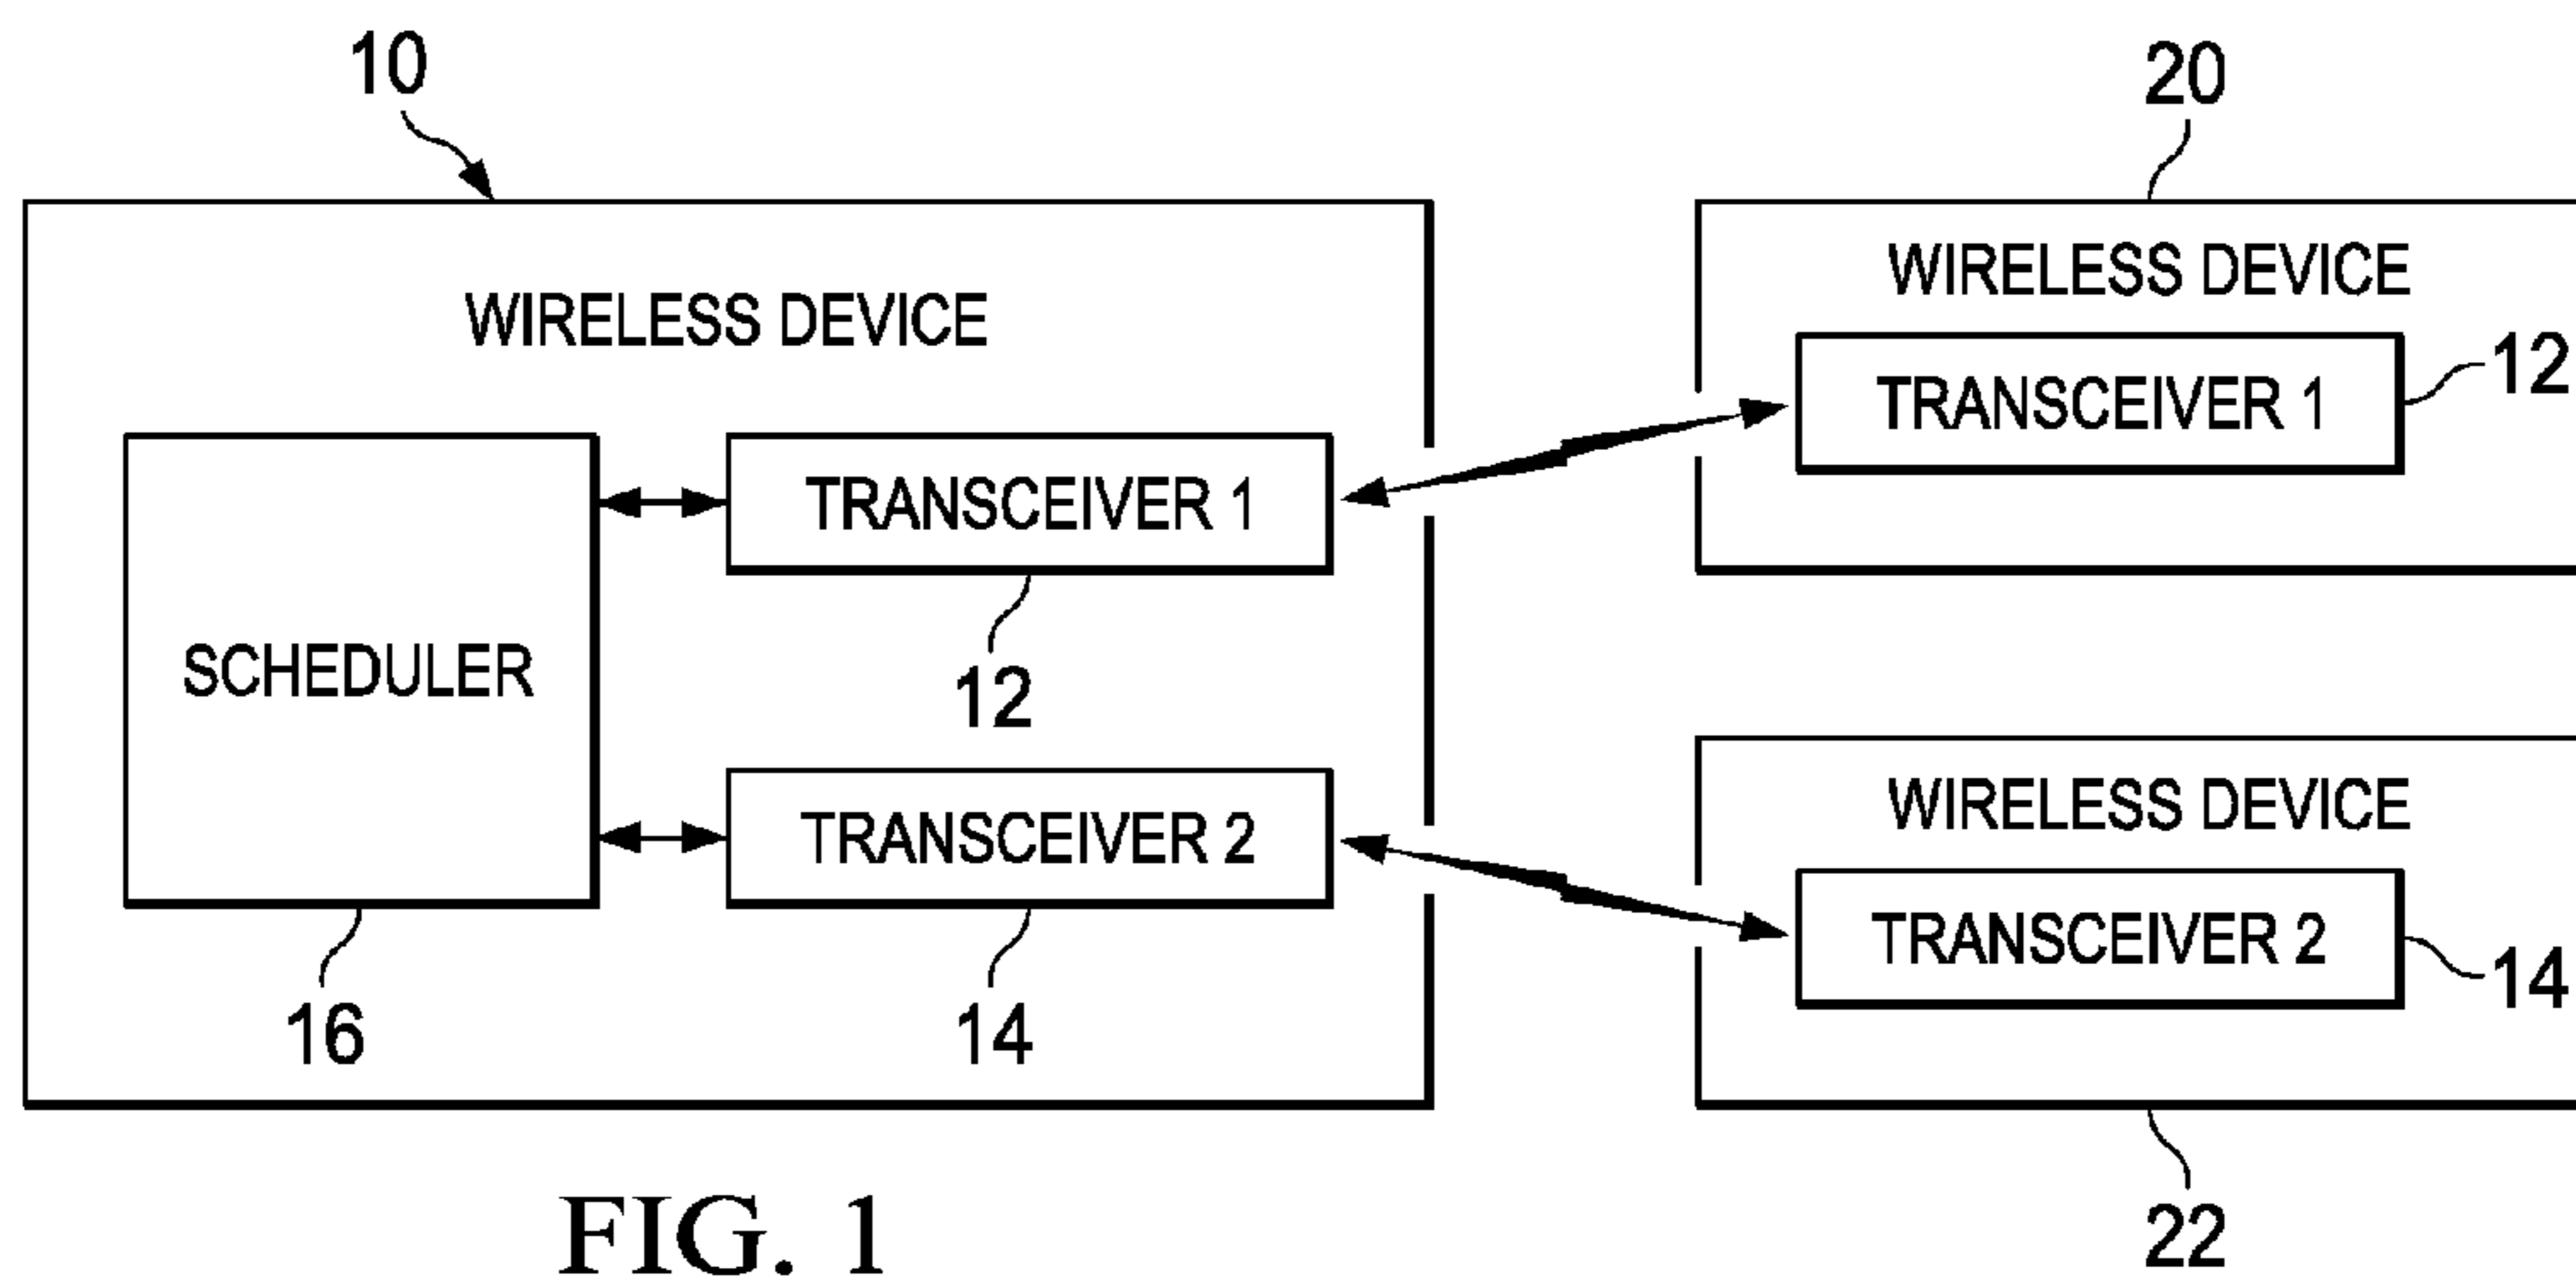 10
WIRELESS DEVICE
SCHEDULER
TRANSCEIVER 1
12
TRANSCEIVER 2
14
16
20
WIRELESS DEVICE
TRANSCEIVER 1
12
WIRELESS DEVICE
TRANSCEIVER 2
14
22
FIG. 1